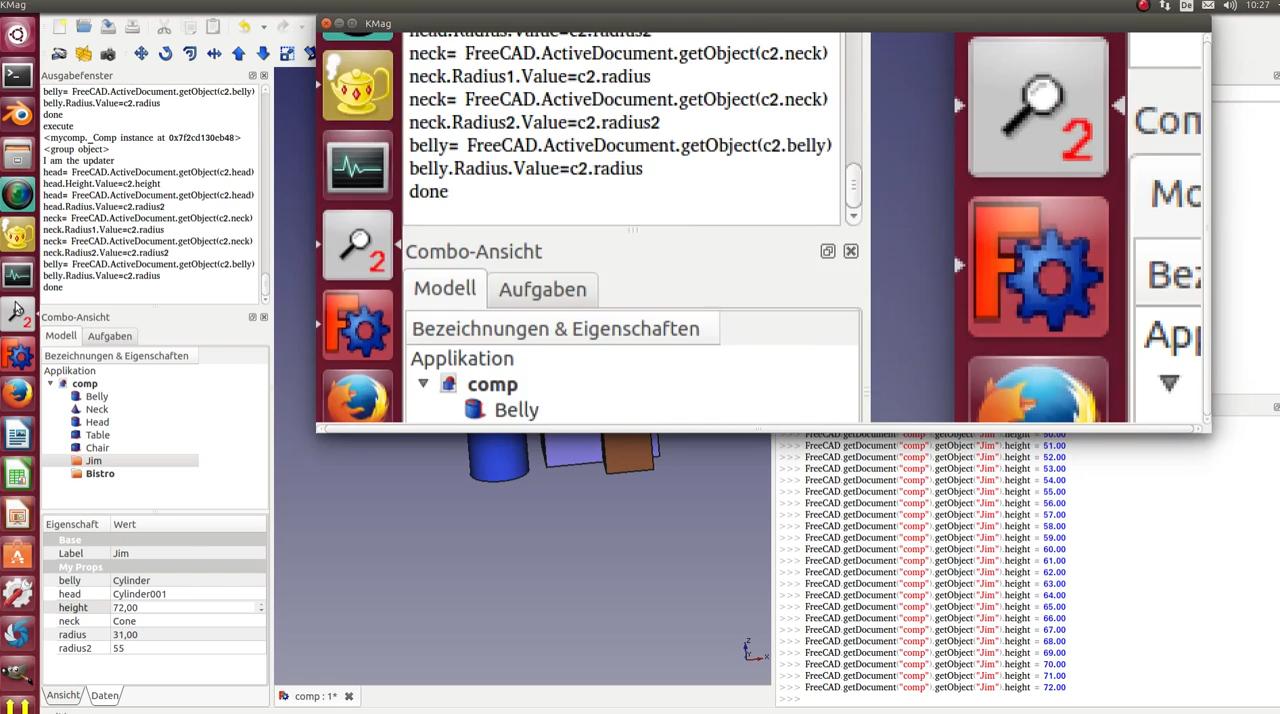 KMag
De
10:27
KMag
Ausgabefenster
belly= FreeCAD.ActiveDocument.getObject(c2.belly)
belly.Radius.Value=c2.radius
done
execute
<mycomp._Comp instance at 0x7f2cd130eb48>
<group object>
I am the updater
head= FreeCAD.ActiveDocument.getObject(c2.head)
head.Height.Value=c2.height
head= FreeCAD.ActiveDocument.getObject(c2.head)
head.Radius.Value=c2.radius2
neck= FreeCAD.ActiveDocument.getObject(c2.neck)
neck.Radius1.Value=c2.radius
neck= FreeCAD.ActiveDocument.getObject(c2.neck)
neck.Radius2.Value=c2.radius2
belly= FreeCAD.ActiveDocument.getObject(c2.belly)
belly.Radius.Value=c2.radius
done
neck= FreeCAD.ActiveDocument.getObject(c2.neck)
neck.Radius1.Value=c2.radius
neck= FreeCAD.ActiveDocument.getObject(c2.neck)
neck.Radius2.Value=c2.radius2
belly= FreeCAD.ActiveDocument.getObject(c2.belly)
belly.Radius.Value=c2.radius
done
2
Combo-Ansicht
Modell
Aufgaben
Bezeichnungen & Eigenschaften
Applikation
comp
Belly
2
Com
Mo
Bez
App
2
Combo-Ansicht
Modell
Aufgaben
Bezeichnungen & Eigenschaften
Applikation
comp
Belly
Neck
Head
Table
Chair
Jim
Bistro
Eigenschaft Wert
Base
Label Jim
My Props
belly Cylinder
head Cylinder001
height 72,00
neck Cone
radius 31,00
radius2 55
Ansicht
Daten
Z
Y
X
comp : 1*
>>> FreeCAD.getDocument("comp").getObject("Jim").height = 50.00
>>> FreeCAD.getDocument("comp").getObject("Jim").height = 51.00
>>> FreeCAD.getDocument("comp").getObject("Jim").height = 52.00
>>> FreeCAD.getDocument("comp").getObject("Jim").height = 53.00
>>> FreeCAD.getDocument("comp").getObject("Jim").height = 54.00
>>> FreeCAD.getDocument("comp").getObject("Jim").height = 55.00
>>> FreeCAD.getDocument("comp").getObject("Jim").height = 56.00
>>> FreeCAD.getDocument("comp").getObject("Jim").height = 57.00
>>> FreeCAD.getDocument("comp").getObject("Jim").height = 58.00
>>> FreeCAD.getDocument("comp").getObject("Jim").height = 59.00
>>> FreeCAD.getDocument("comp").getObject("Jim").height = 60.00
>>> FreeCAD.getDocument("comp").getObject("Jim").height = 61.00
>>> FreeCAD.getDocument("comp").getObject("Jim").height = 62.00
>>> FreeCAD.getDocument("comp").getObject("Jim").height = 63.00
>>> FreeCAD.getDocument("comp").getObject("Jim").height = 64.00
>>> FreeCAD.getDocument("comp").getObject("Jim").height = 65.00
>>> FreeCAD.getDocument("comp").getObject("Jim").height = 66.00
>>> FreeCAD.getDocument("comp").getObject("Jim").height = 67.00
>>> FreeCAD.getDocument("comp").getObject("Jim").height = 68.00
>>> FreeCAD.getDocument("comp").getObject("Jim").height = 69.00
>>> FreeCAD.getDocument("comp").getObject("Jim").height = 70.00
>>> FreeCAD.getDocument("comp").getObject("Jim").height = 71.00
>>> FreeCAD.getDocument("comp").getObject("Jim").height = 72.00
>>>